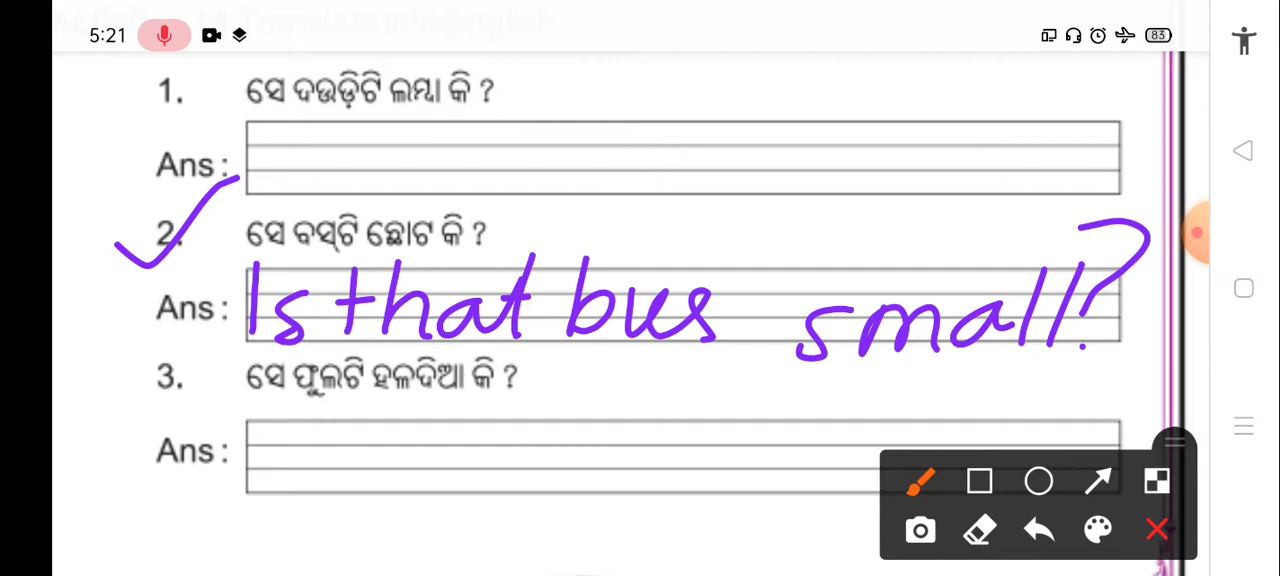 5:21
83
1. ସେ ଦଉଡ଼ିଟି ଲମ୍ବା କି ?
Ans :
2. ସେ ବସ୍‌ଟି ଛୋଟ କି ?
Ans : Is that bus small?
3. ସେ ଫୁଲଟି ହଳଦିଆ କି ?
Ans :